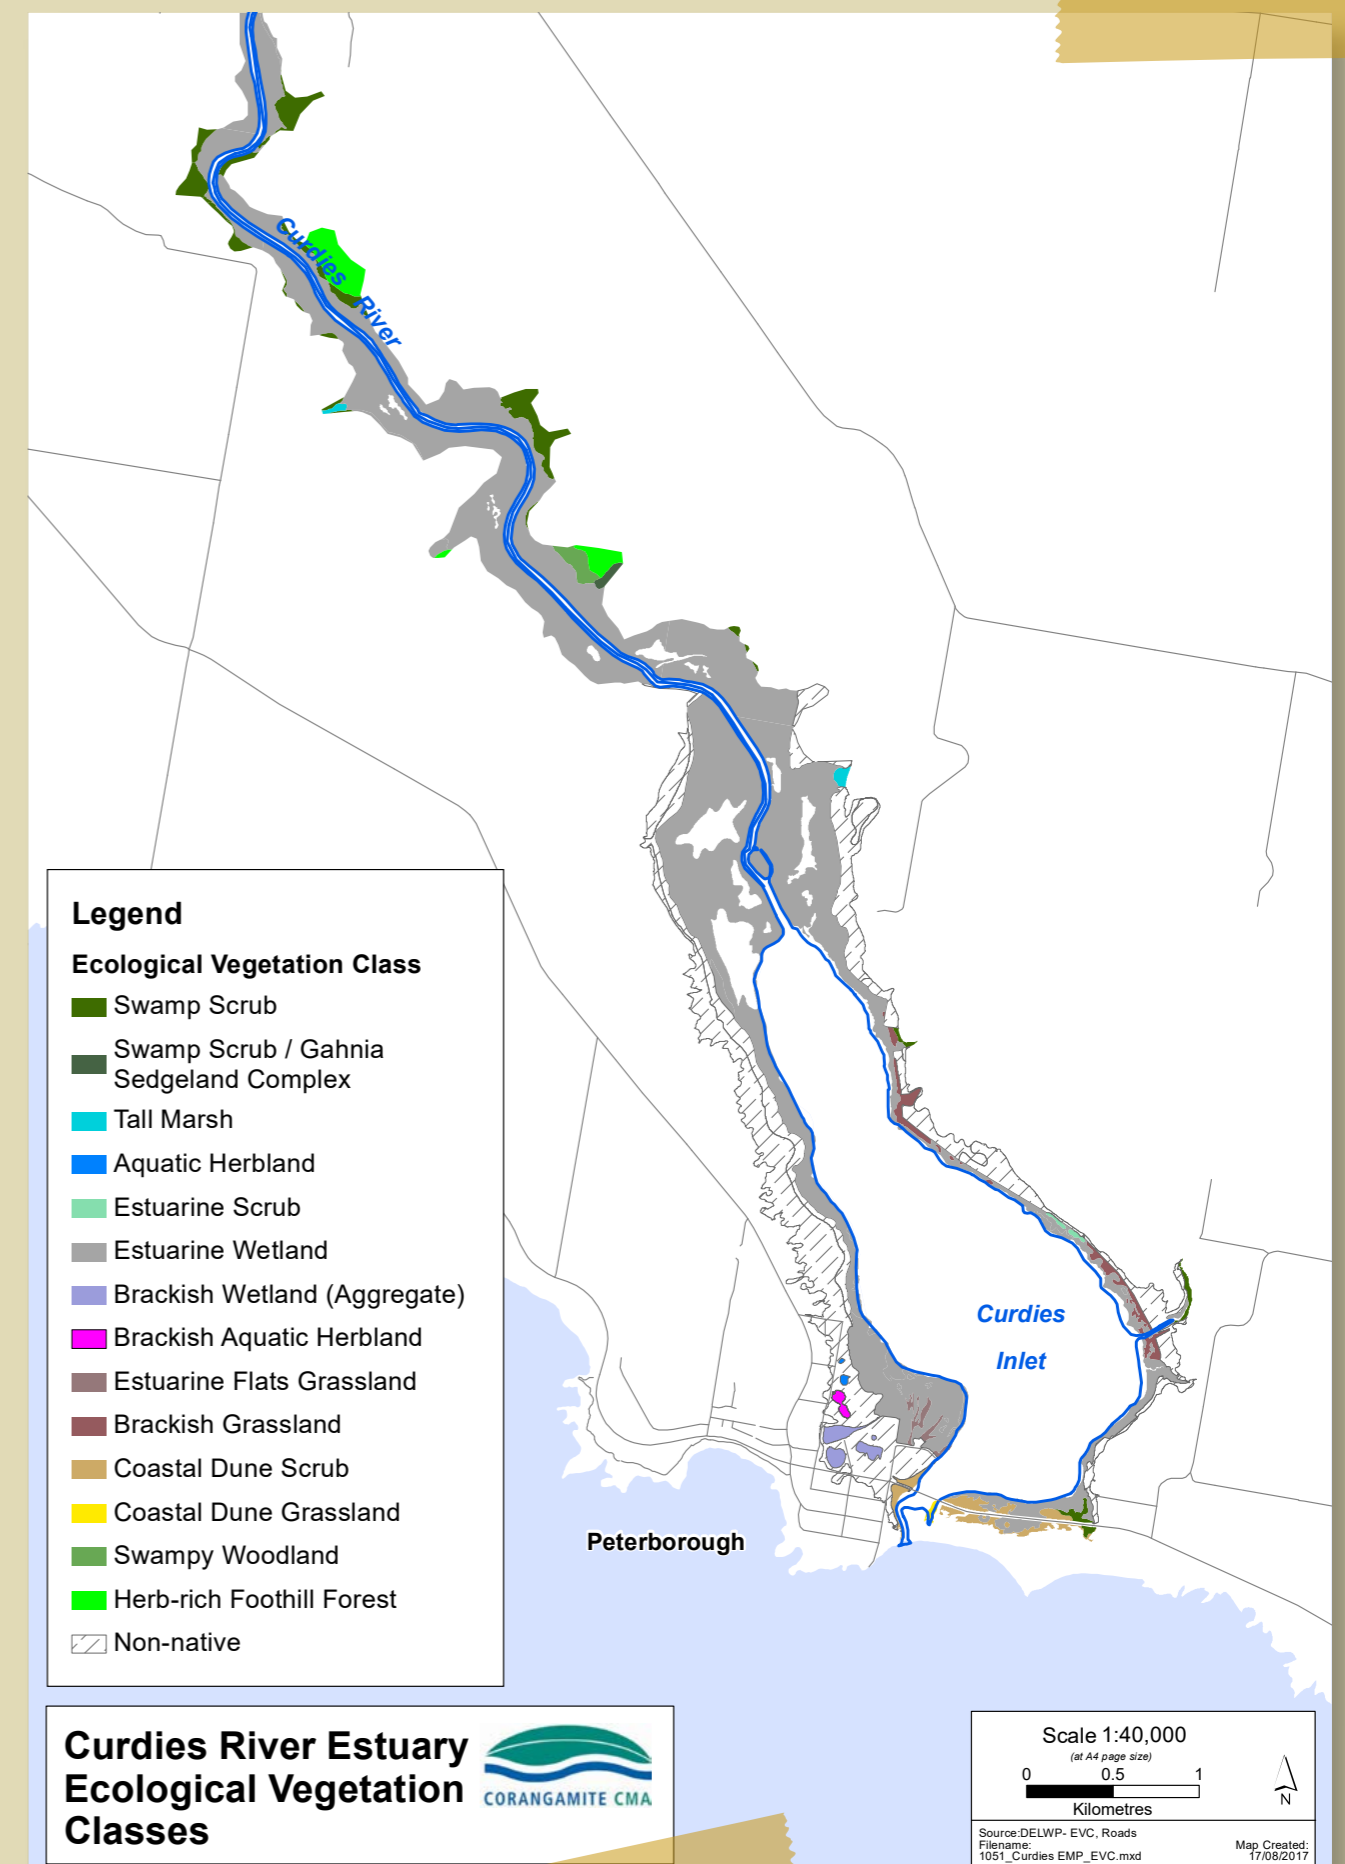 Curdies
River
Legend
Ecological Vegetation Class
Swamp Scrub
Swamp Scrub / Gahnia
Sedgeland Complex
Tall Marsh
Aquatic Herbland
Estuarine Scrub
Estuarine Wetland
Brackish Wetland (Aggregate)
Brackish Aquatic Herbland
Estuarine Flats Grassland
Brackish Grassland
Coastal Dune Scrub
Coastal Dune Grassland
Swampy Woodland
Herb-rich Foothill Forest
Non-native
Curdies
Inlet
Peterborough
Curdies River Estuary
Ecological Vegetation
Classes
CORANGAMITE CMA
Scale 1:40,000
(at A4 page size)
0 0.5 1
Kilometres
N
Source:DELWP- EVC, Roads
Filename:
1051_Curdies EMP_EVC.mxd
Map Created:
17/08/2017